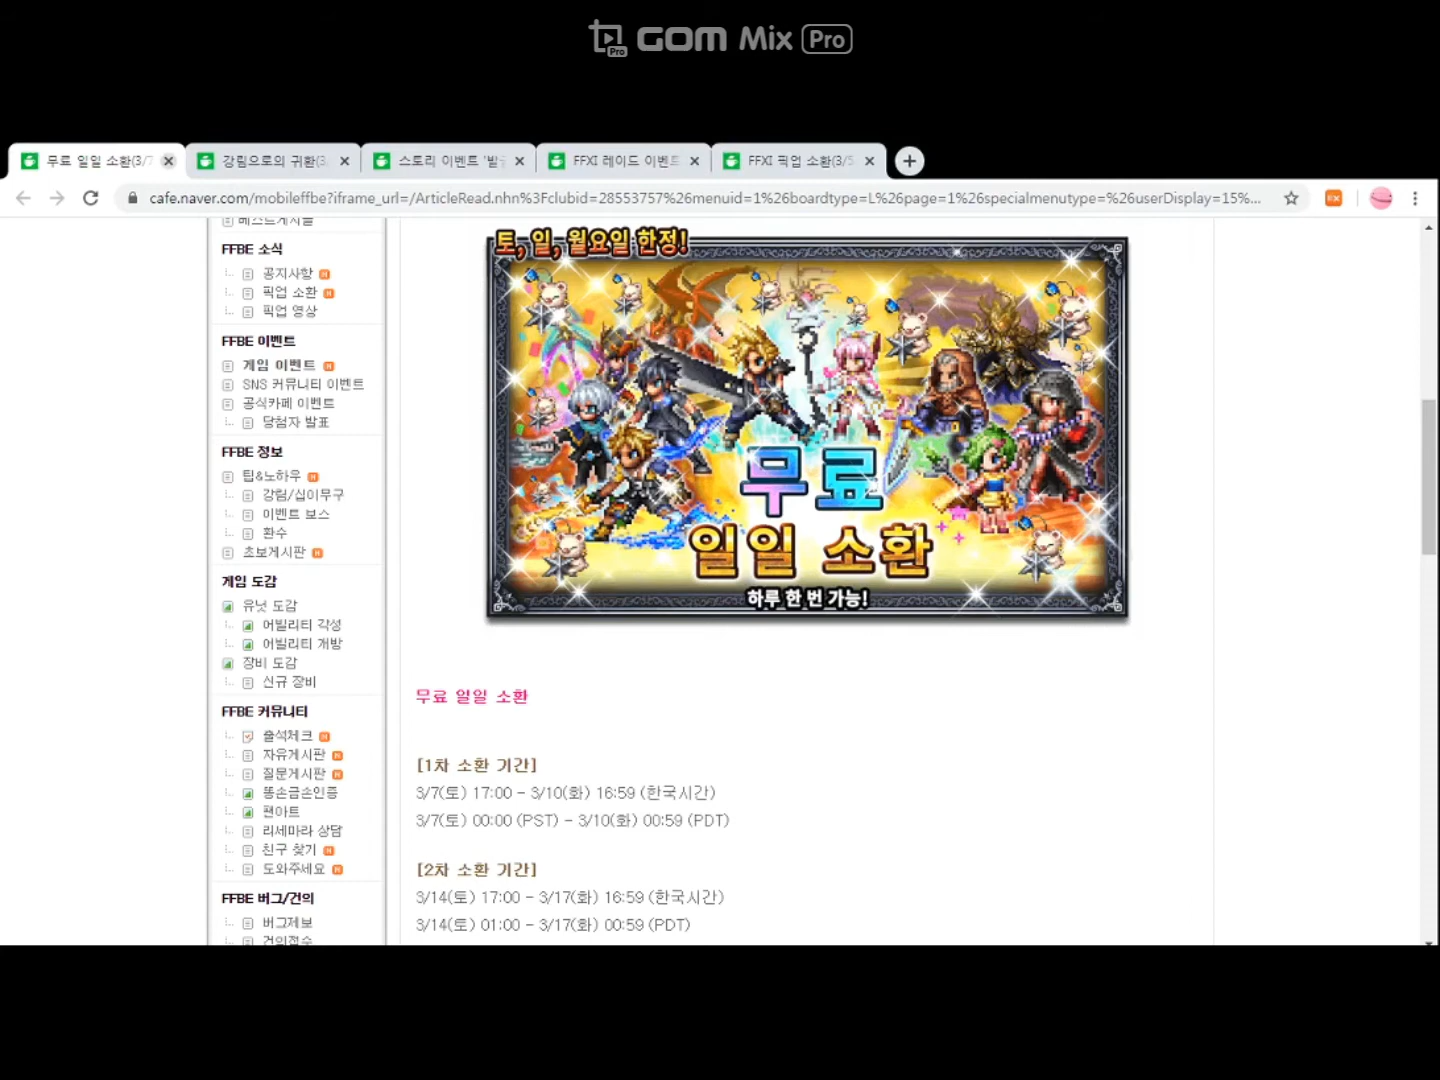 GOM Mix Pro
무료 일일 소환(3/7
강림으로의 귀환(3.
스토리 이벤트 '발
FFXI 레이드 이벤트
FFXI 픽업 소환(3/5
cafe.naver.com/mobileffbe?iframe_url=/ArticleRead.nhn%3Fclubid=28553757%26menuid=1%26boardtype=L%26page=1%26specialmenutype=%26userDisplay=15%...
베스트게시물
FFBE 소식
공지사항
픽업 소환
픽업 영상
FFBE 이벤트
게임 이벤트
SNS 커뮤니티 이벤트
공식카페 이벤트
당첨자 발표
FFBE 정보
팁&노하우
강림/십이무구
이벤트 보스
환수
초보게시판
게임 도감
유닛 도감
어빌리티 각성
어빌리티 개방
장비 도감
신규 장비
FFBE 커뮤니티
출석체크
자유게시판
질문게시판
똥손금손인증
팬아트
리세마라 상담
친구 찾기
도와주세요
FFBE 버그/건의
버그제보
건의접수
토, 일, 월요일 한정!
무료
일일 소환
하루 한 번 가능!
무료 일일 소환
[1차 소환 기간]
3/7(토) 17:00 - 3/10(화) 16:59 (한국시간)
3/7(토) 00:00 (PST) - 3/10(화) 00:59 (PDT)
[2차 소환 기간]
3/14(토) 17:00 - 3/17(화) 16:59 (한국시간)
3/14(토) 01:00 - 3/17(화) 00:59 (PDT)